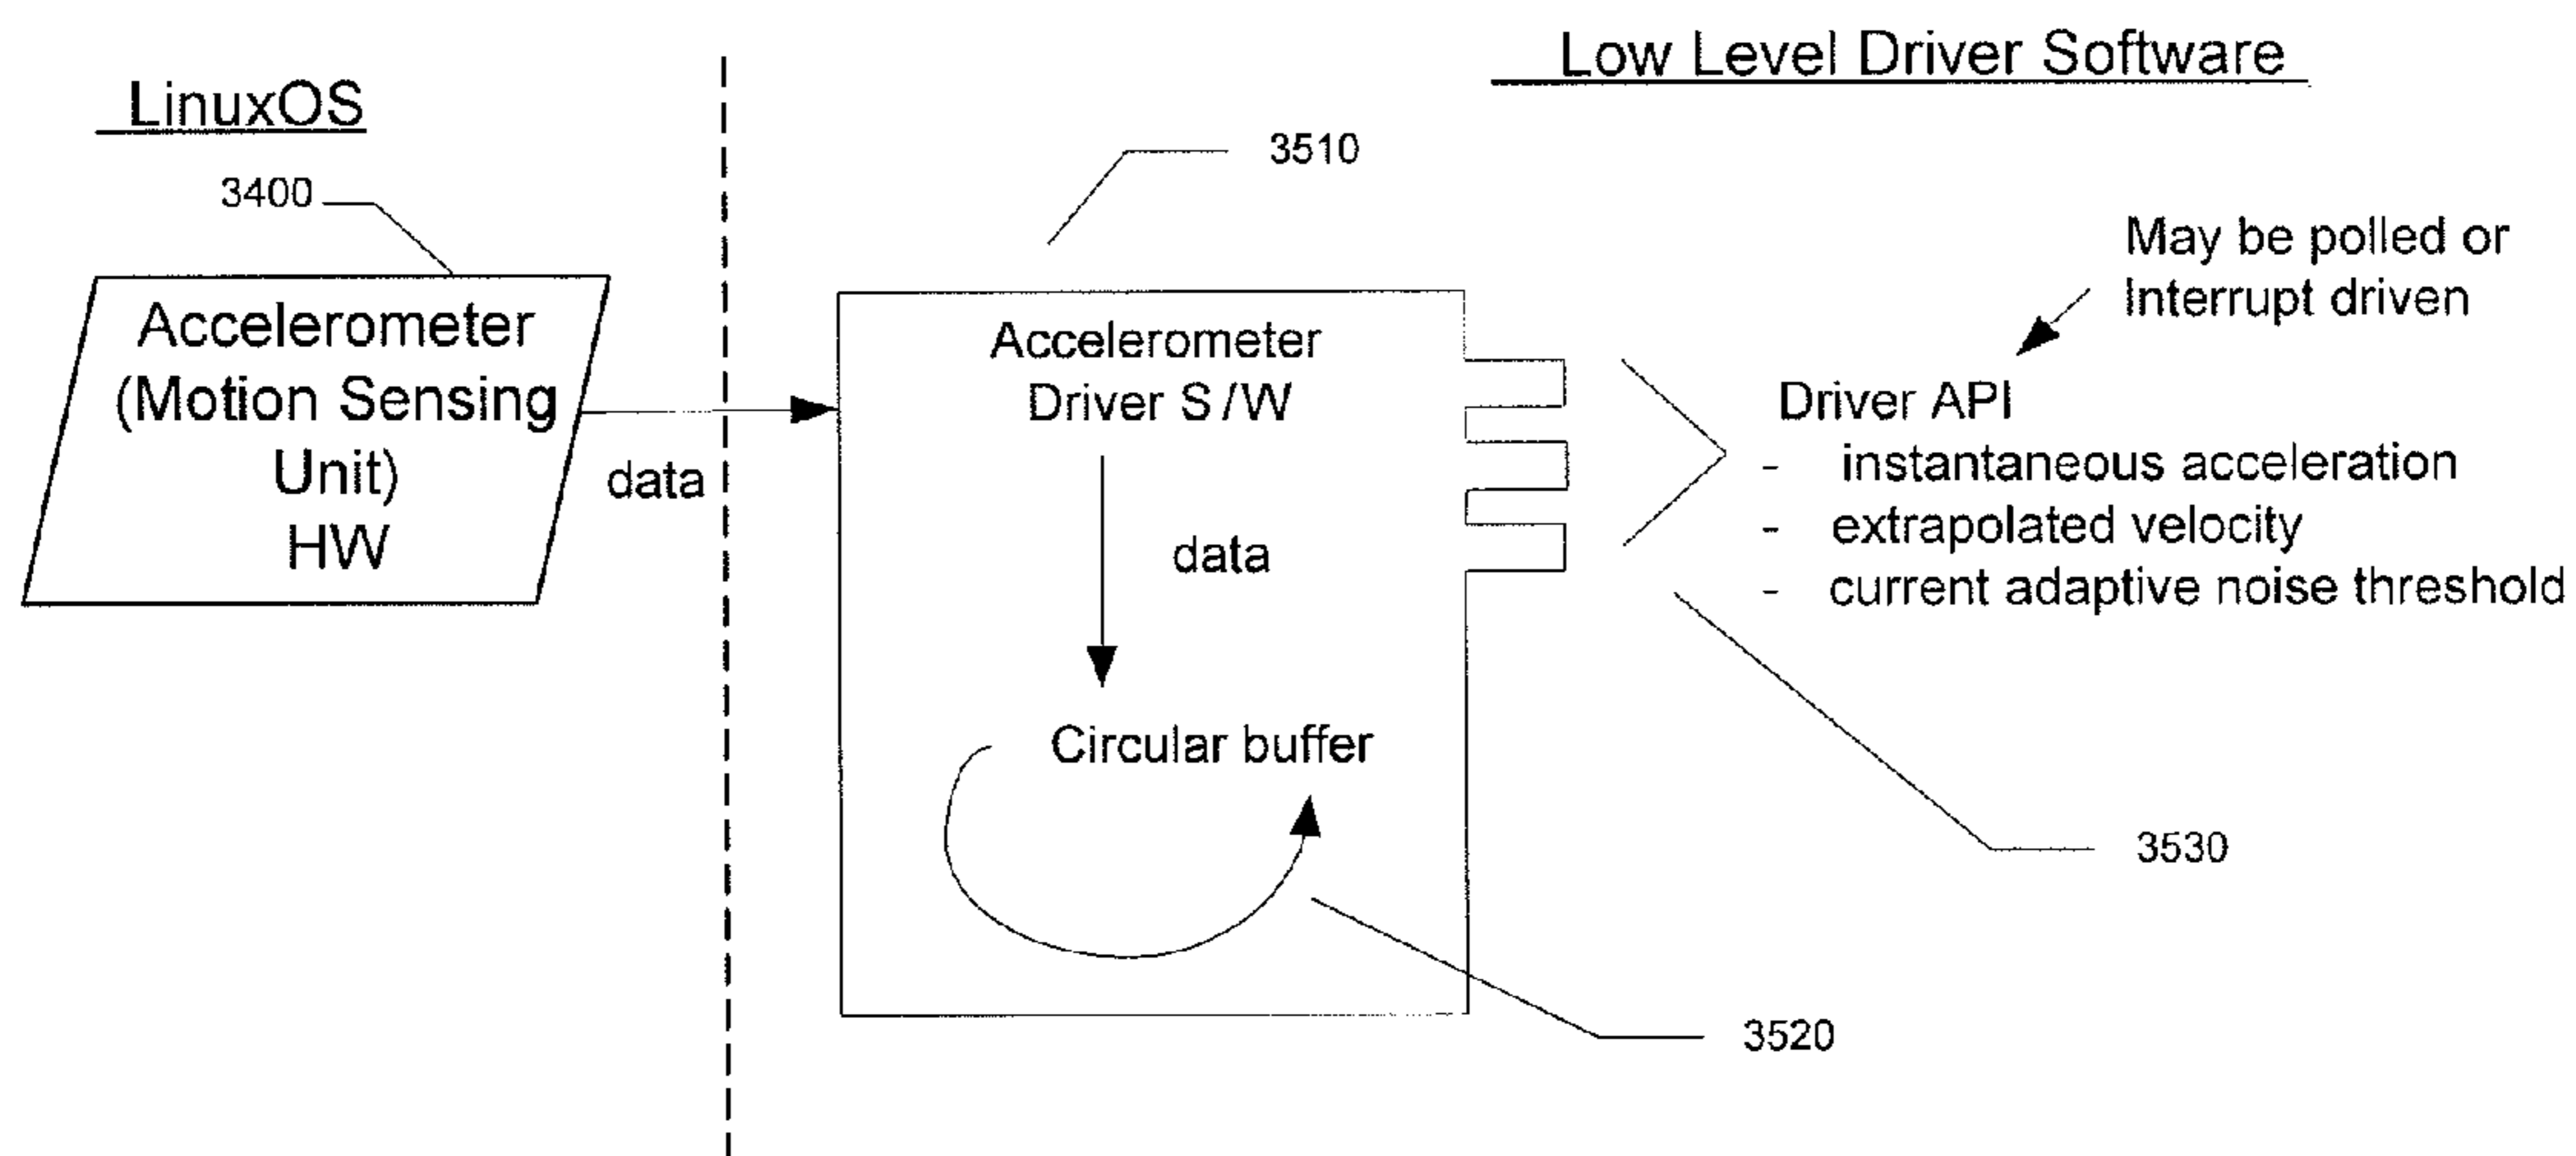 Low Level Driver Software
LinuxOS
3510
3400
May be polled or
Interrupt driven
Accelerometer
(Motion Sensing
Unit)
HW
data
Accelerometer
Driver S/W
data
Circular buffer
Driver API
- instantaneous acceleration
- extrapolated velocity
- current adaptive noise threshold
3530
3520